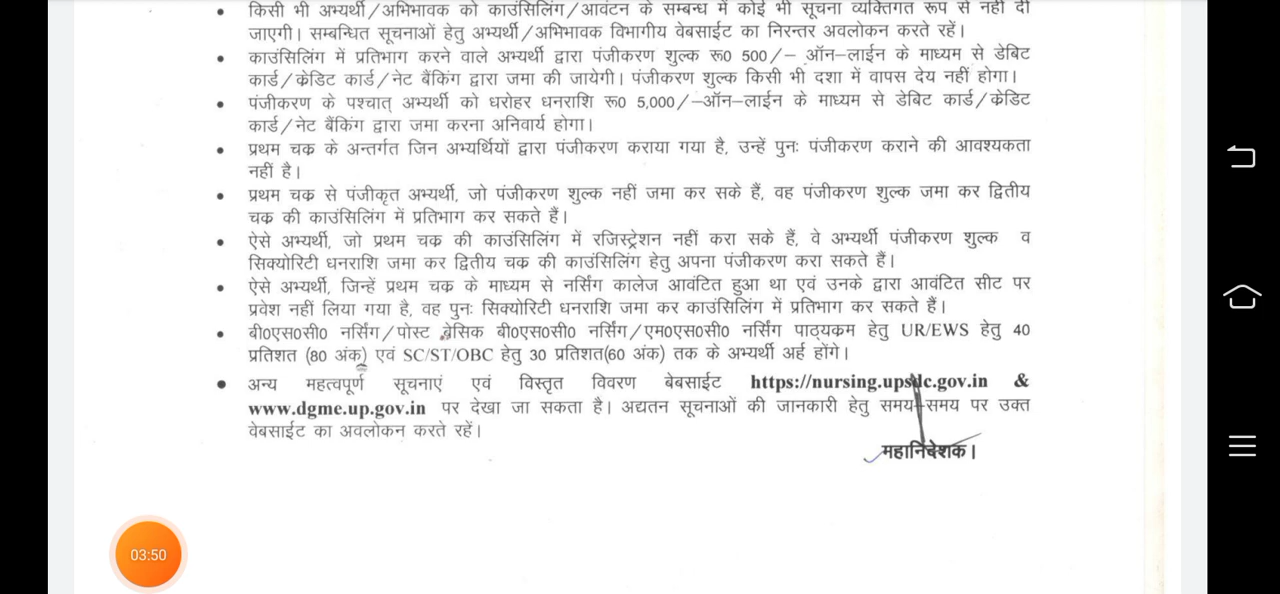 किसी भी अभ्यर्थी/अभिभावक को काउंसिलिंग/आवंटन के सम्बन्ध में कोई भी सूचना व्यक्तिगत रूप से नहीं दी
जाएगी। सम्बन्धित सूचनाओं हेतु अभ्यर्थी/अभिभावक विभागीय वेबसाईट का निरन्तर अवलोकन करते रहें।
काउंसिलिंग में प्रतिभाग करने वाले अभ्यर्थी द्वारा पंजीकरण शुल्क रू0 500/– ऑन–लाईन के माध्यम से डेबिट
कार्ड/क्रेडिट कार्ड/नेट बैंकिंग द्वारा जमा की जायेगी। पंजीकरण शुल्क किसी भी दशा में वापस देय नहीं होगा।
पंजीकरण के पश्चात् अभ्यर्थी को धरोहर धनराशि रू0 5,000/–ऑन–लाईन के माध्यम से डेबिट कार्ड/क्रेडिट
कार्ड/नेट बैंकिंग द्वारा जमा करना अनिवार्य होगा।
प्रथम चक्र के अन्तर्गत जिन अभ्यर्थियों द्वारा पंजीकरण कराया गया है, उन्हें पुनः पंजीकरण कराने की आवश्यकता
नहीं है।
प्रथम चक्र से पंजीकृत अभ्यर्थी, जो पंजीकरण शुल्क नहीं जमा कर सके हैं, वह पंजीकरण शुल्क जमा कर द्वितीय
चक्र की काउंसिलिंग में प्रतिभाग कर सकते हैं।
ऐसे अभ्यर्थी, जो प्रथम चक्र की काउंसिलिंग में रजिस्ट्रेशन नहीं करा सके हैं, वे अभ्यर्थी पंजीकरण शुल्क व
सिक्योरिटी धनराशि जमा कर द्वितीय चक्र की काउंसिलिंग हेतु अपना पंजीकरण करा सकते हैं।
ऐसे अभ्यर्थी, जिन्हें प्रथम चक्र के माध्यम से नर्सिंग कालेज आवंटित हुआ था एवं उनके द्वारा आवंटित सीट पर
प्रवेश नहीं लिया गया है, वह पुनः सिक्योरिटी धनराशि जमा कर काउंसिलिंग में प्रतिभाग कर सकते हैं।
बी0एस0सी0 नर्सिंग/पोस्ट बेसिक बी0एस0सी0 नर्सिंग/एम0एस0सी0 नर्सिंग पाठ्यक्रम हेतु UR/EWS हेतु 40
प्रतिशत (80 अंक) एवं SC/ST/OBC हेतु 30 प्रतिशत(60 अंक) तक के अभ्यर्थी अर्ह होंगे।
अन्य महत्वपूर्ण सूचनाएं एवं विस्तृत विवरण बेबसाईट https://nursing.upsdc.gov.in &
www.dgme.up.gov.in पर देखा जा सकता है। अद्यतन सूचनाओं की जानकारी हेतु समय–समय पर उक्त
वेबसाईट का अवलोकन करते रहें।
महानिदेशक।
03:50